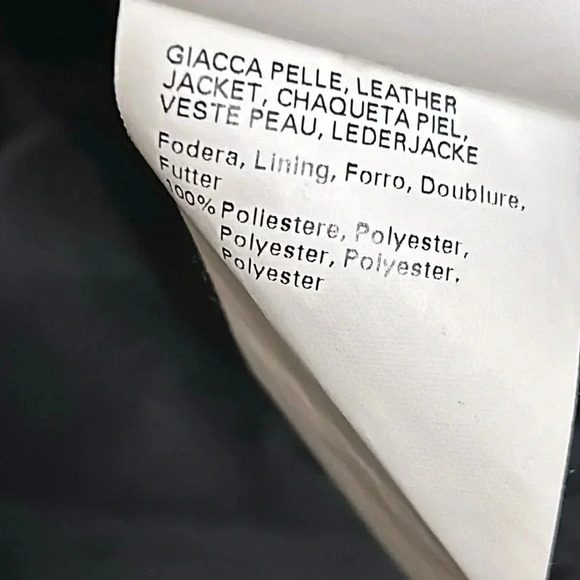 GIACCA PELLE, LEATHER
JACKET, CHAQUETA PIEL,
VESTE PEAU, LEDERJACKE
Fodera, Lining, Forro, Doublure,
Futter
100% Poliestere, Polyester,
Polyester, Polyester,
Polyester